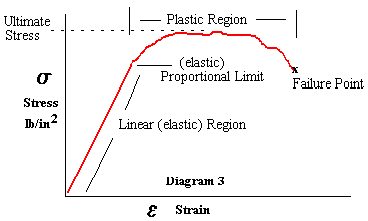 Ultimate
Stress
Plastic Region
(elastic)
Proportional Limit
x
Failure Point
σ
Stress
lb/in2
Linear (elastic) Region
Diagram 3
ε Strain